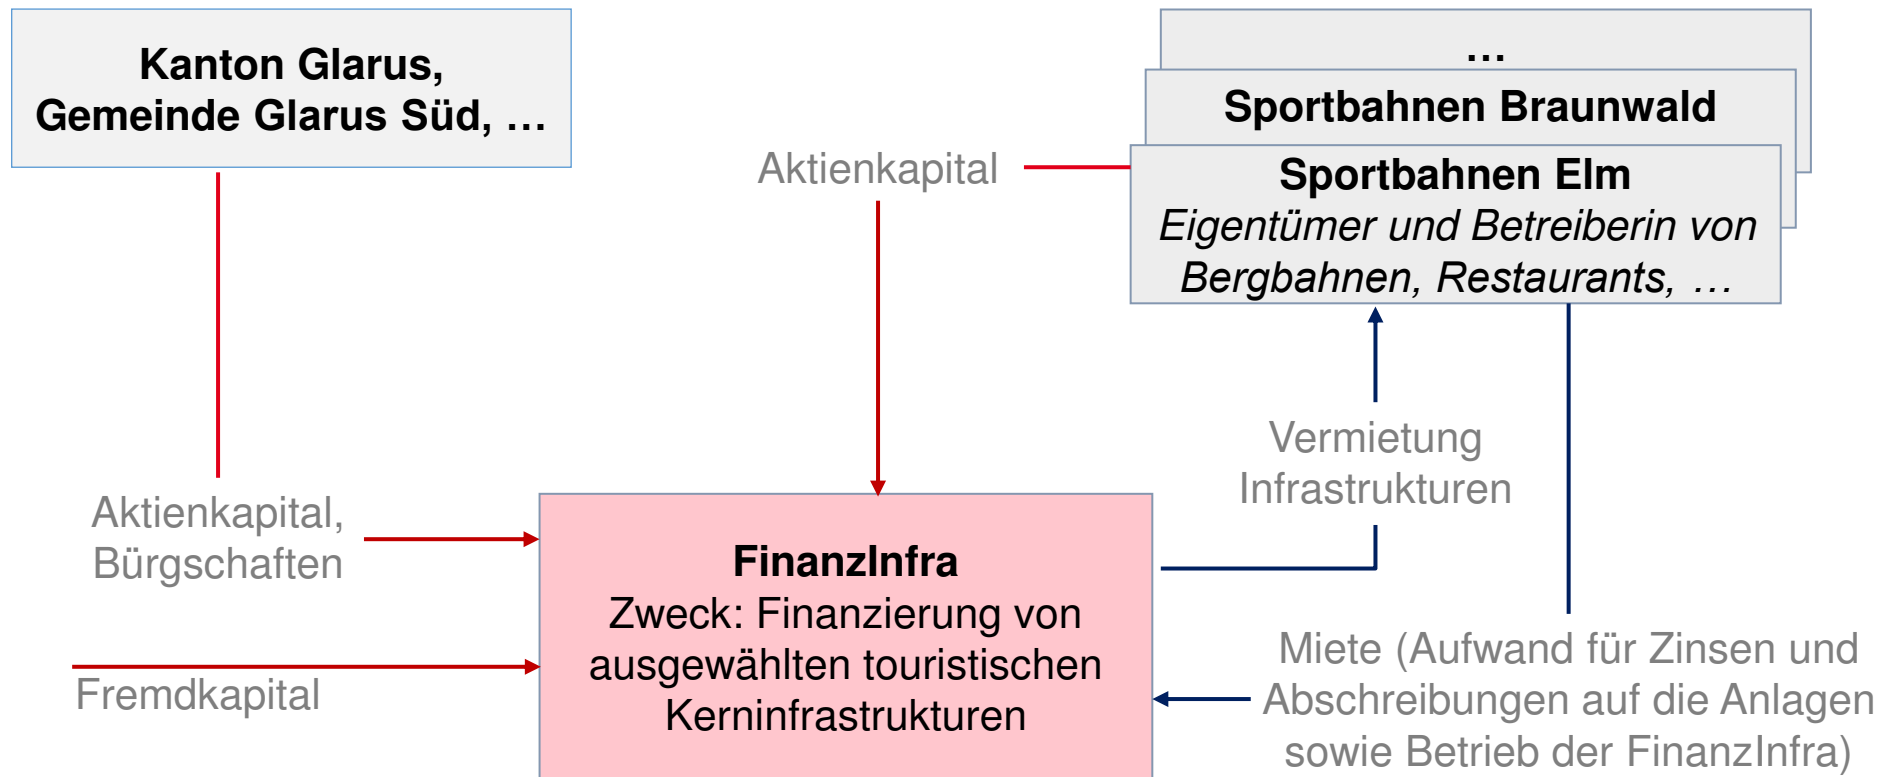 Kanton Glarus,
Gemeinde Glarus Süd, …
…
Sportbahnen Braunwald
Sportbahnen Elm
Eigentümer und Betreiberin von
Bergbahnen, Restaurants, …
Aktienkapital
Vermietung
Infrastrukturen
Aktienkapital,
Bürgschaften
Fremdkapital
FinanzInfra
Zweck: Finanzierung von
ausgewählten touristischen
Kerninfrastrukturen
Miete (Aufwand für Zinsen und
Abschreibungen auf die Anlagen
sowie Betrieb der FinanzInfra)